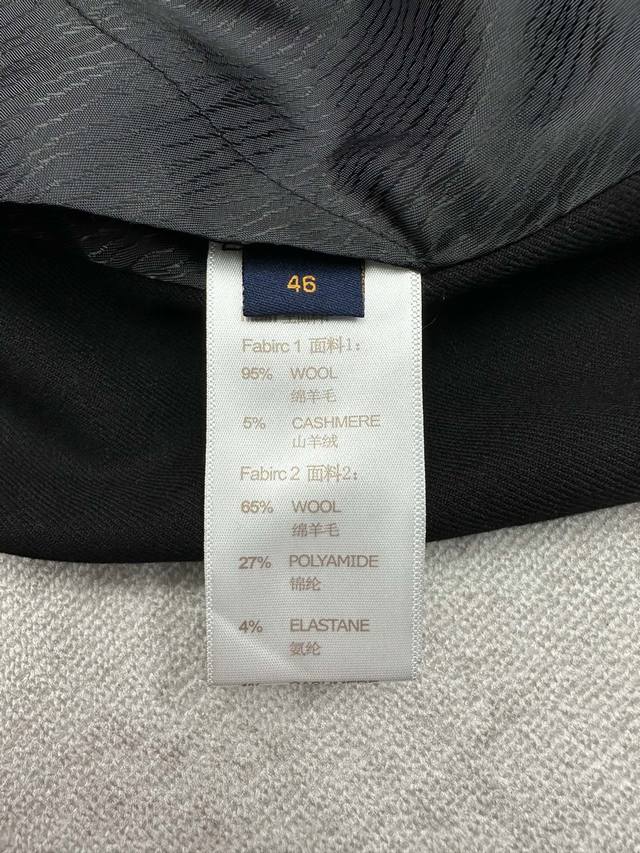 46
Fabirc 1 面料1:
95% WOOL
绵羊毛
5% CASHMERE
山羊绒
Fabirc 2 面料2:
65% WOOL
绵羊毛
27% POLYAMIDE
锦纶
4% ELASTANE
氨纶